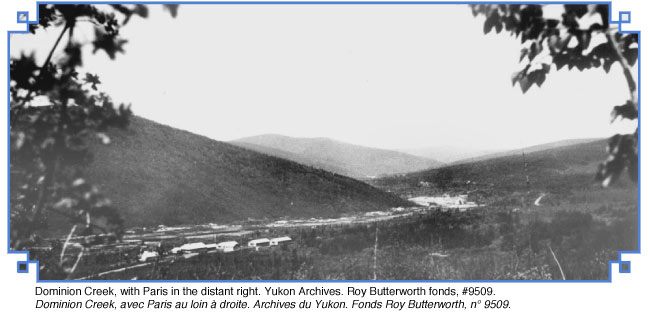 Dominion Creek, with Paris in the distant right. Yukon Archives. Roy Butterworth fonds, #9509.
Dominion Creek, avec Paris au loin à droite. Archives du Yukon. Fonds Roy Butterworth, n° 9509.